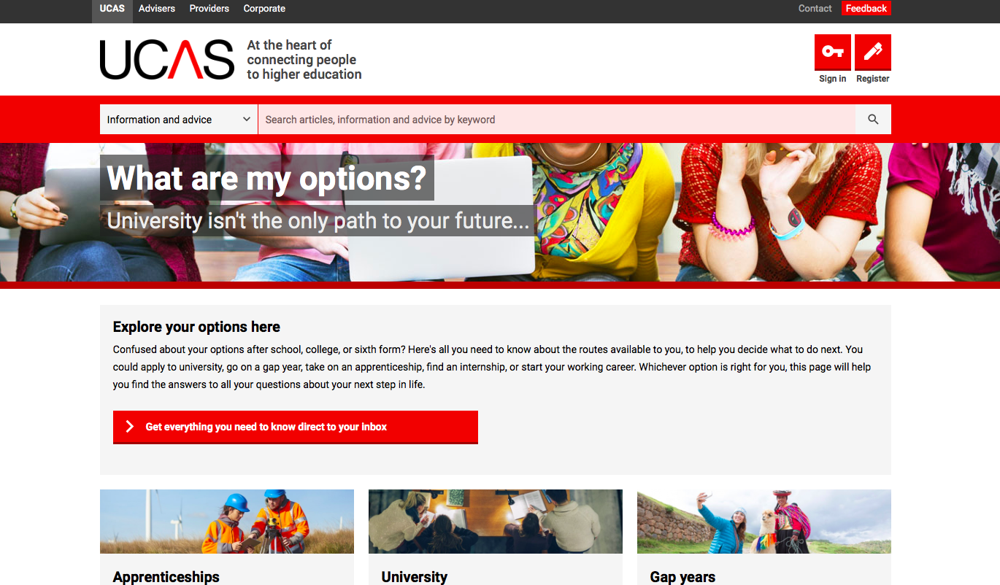 UCAS Advisers Providers Corporate Contact Feedback
UCAS
At the heart of
connecting people
to higher education
Sign in Register
Information and advice Search articles, information and advice by keyword
What are my options?
University isn't the only path to your future...
Explore your options here
Confused about your options after school, college, or sixth form? Here's all you need to know about the routes available to you, to help you decide what to do next. You
could apply to university, go on a gap year, take on an apprenticeship, find an internship, or start your working career. Whichever option is right for you, this page will help
you find the answers to all your questions about your next step in life.
Get everything you need to know direct to your inbox
Apprenticeships University Gap years